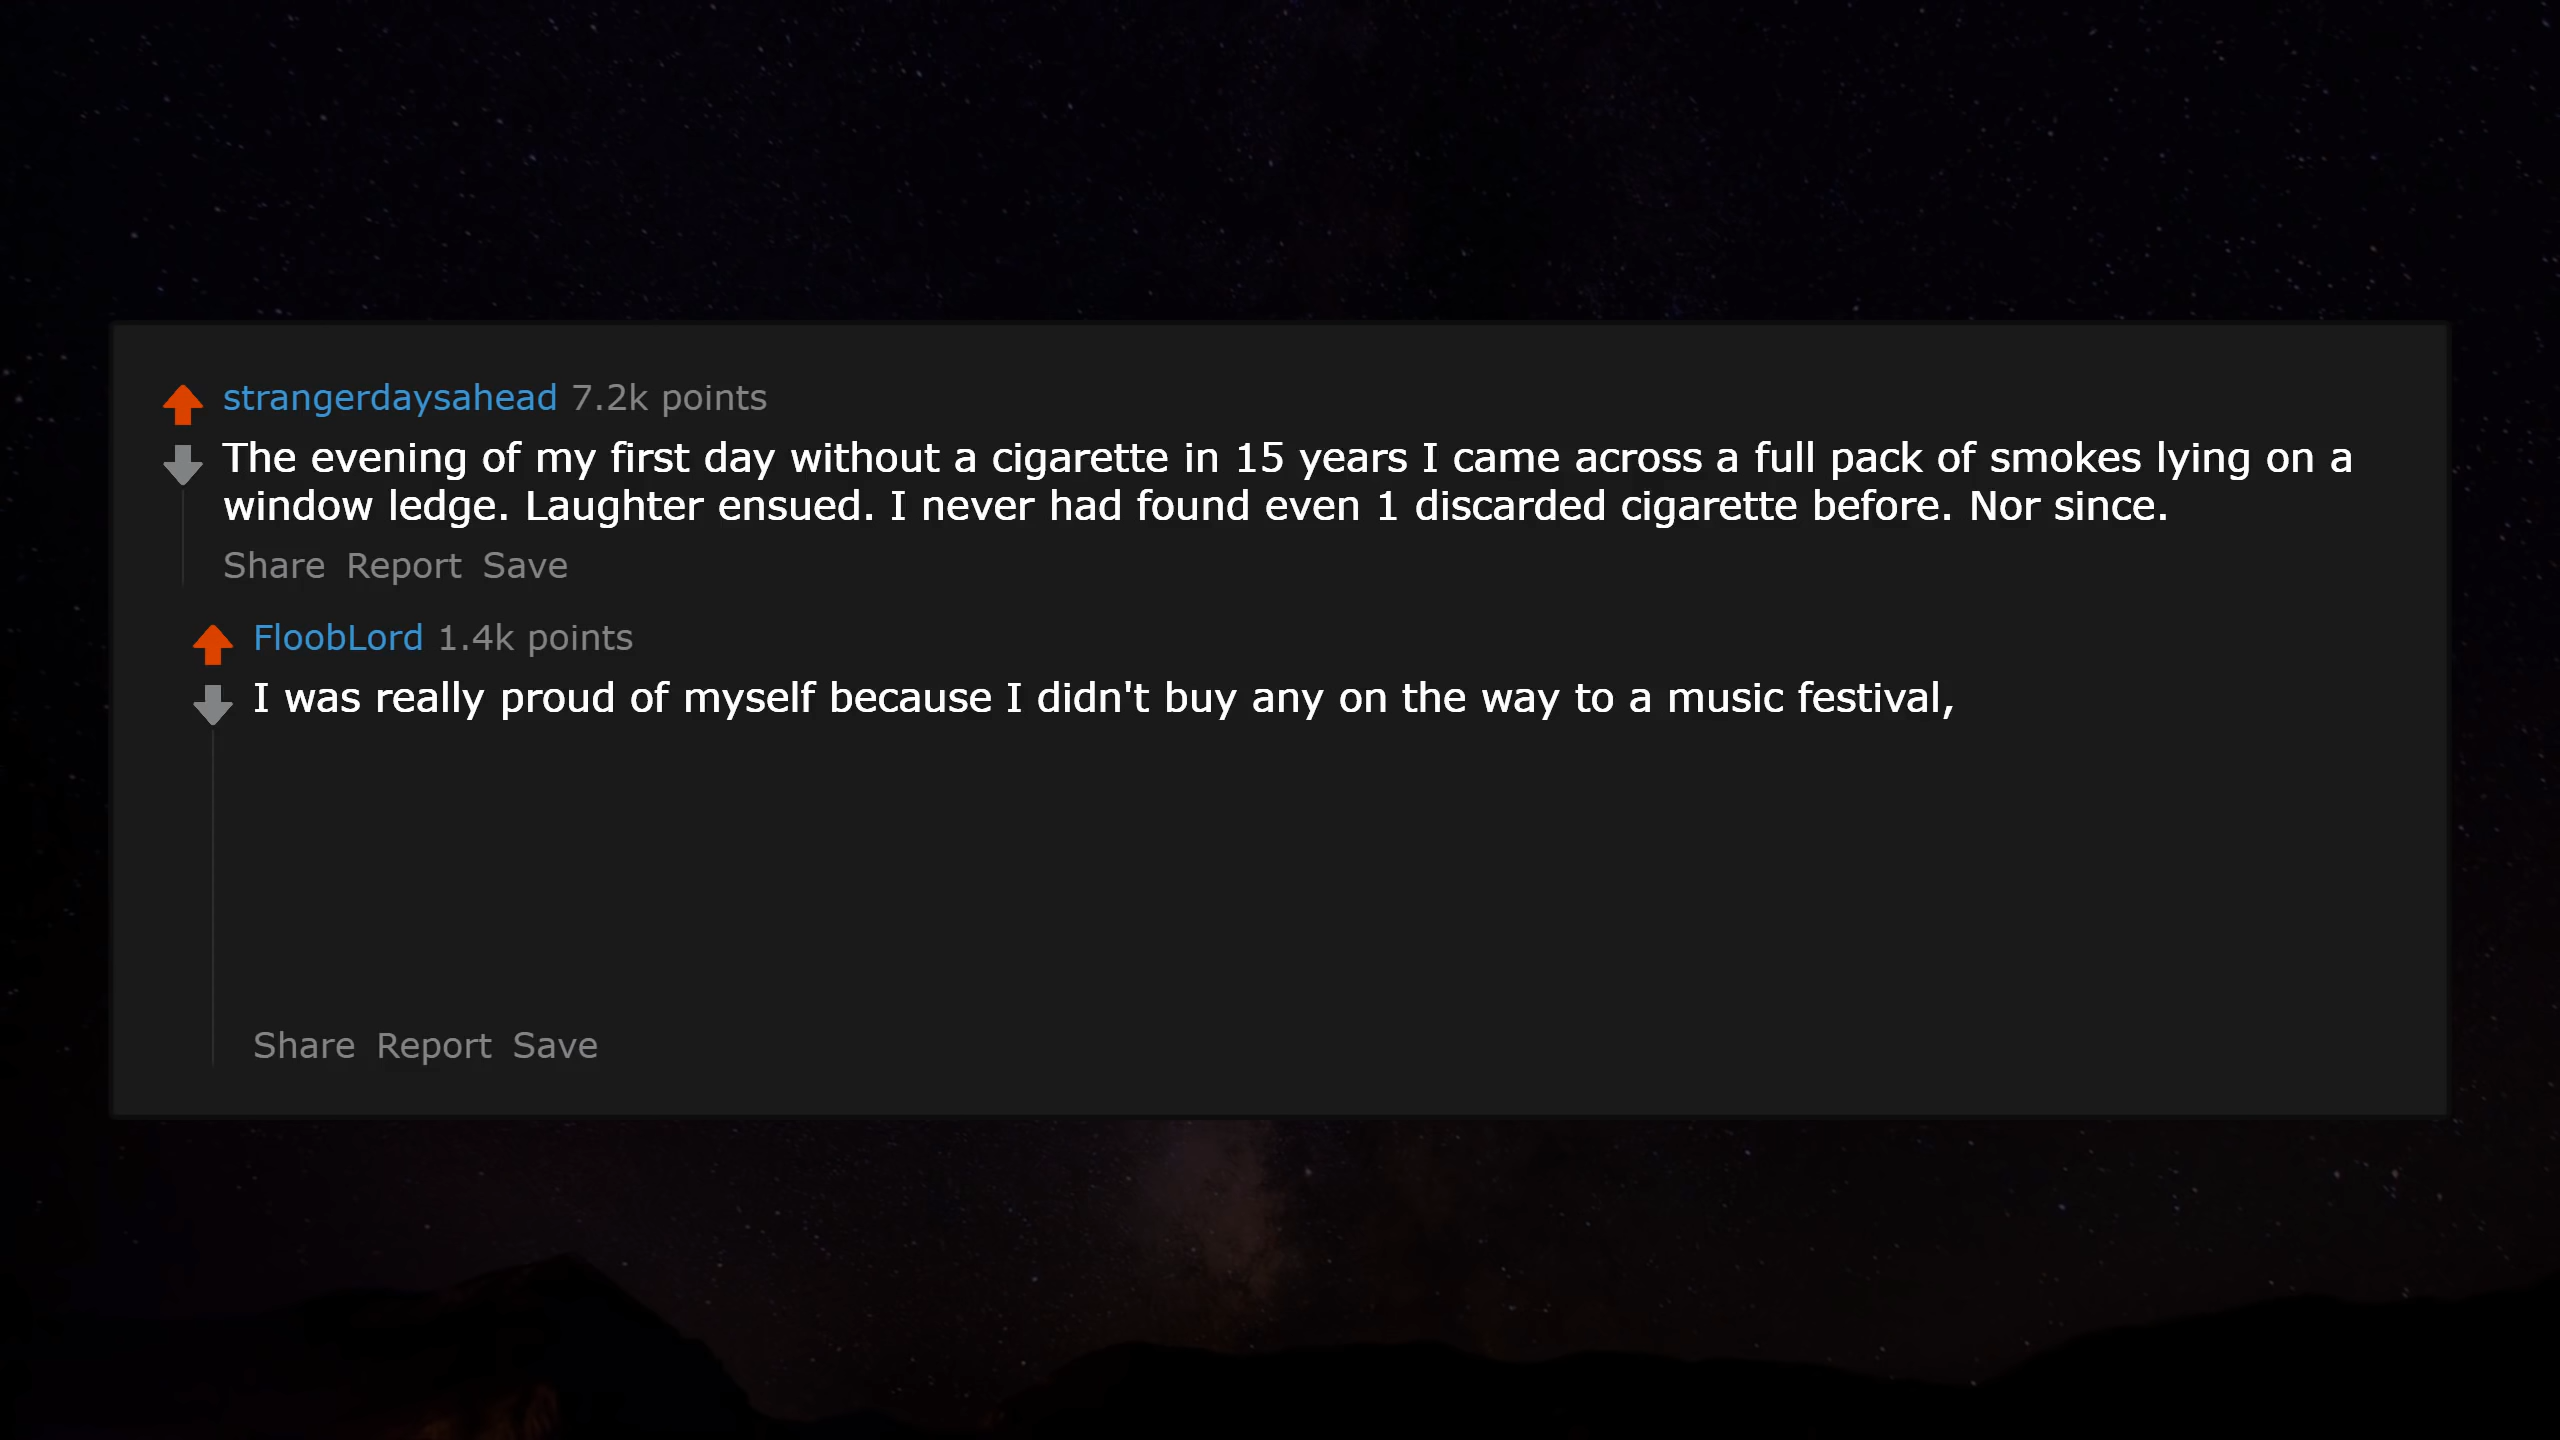 strangerdaysahead 7.2k points
The evening of my first day without a cigarette in 15 years I came across a full pack of smokes lying on a
window ledge. Laughter ensued. I never had found even 1 discarded cigarette before. Nor since.
Share Report Save
FloobLord 1.4k points
I was really proud of myself because I didn't buy any on the way to a music festival,
Share Report Save